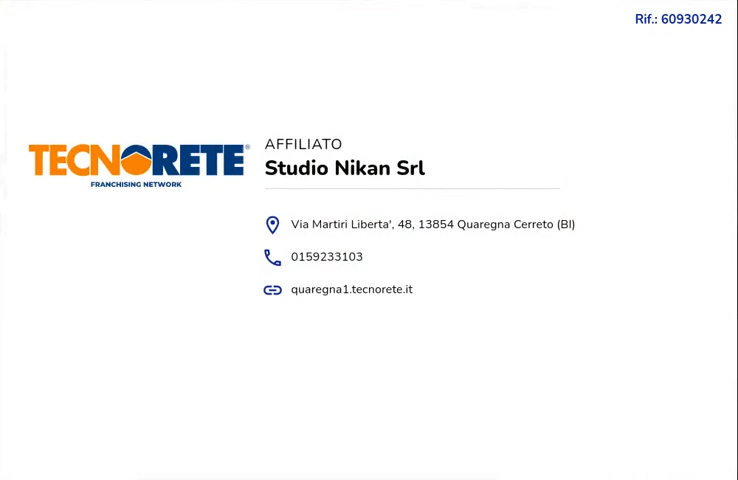 Rif.: 60930242
TECNORETE®
FRANCHISING NETWORK
AFFILIATO
Studio Nikan Srl
Via Martiri Liberta', 48, 13854 Quaregna Cerreto (BI)
0159233103
quaregna1.tecnorete.it